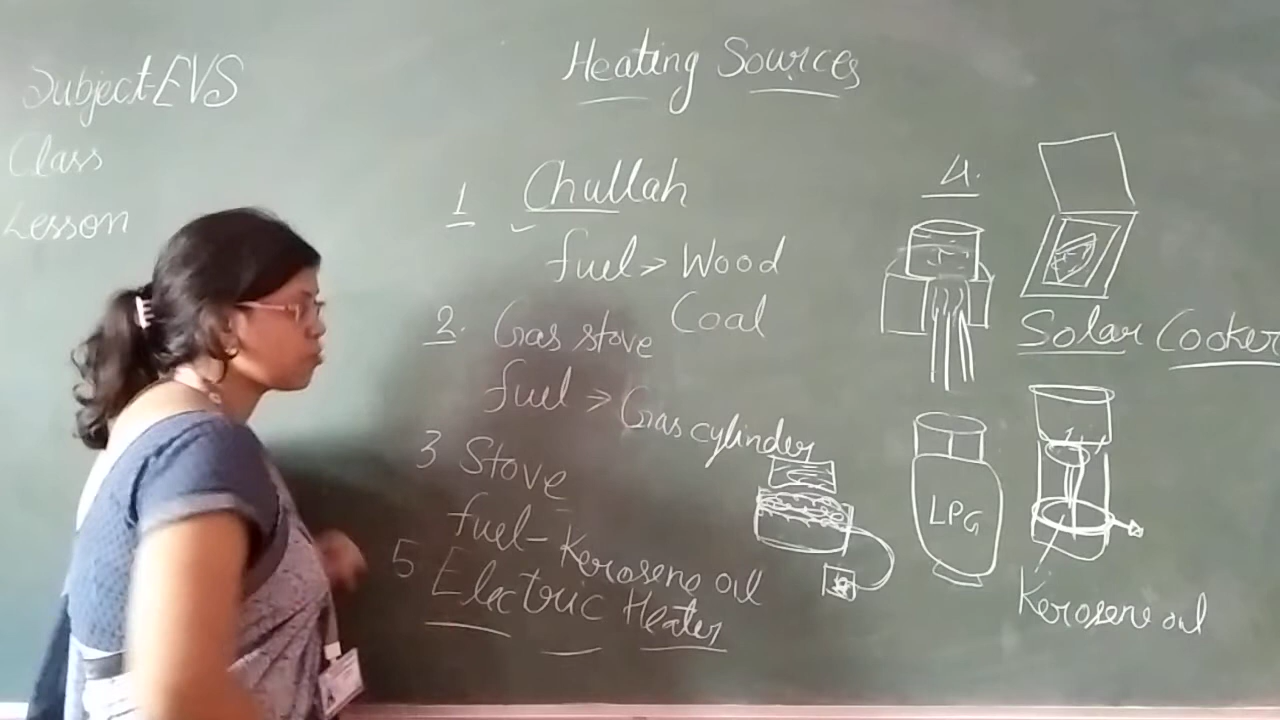 Subject-EVS
Class
Lesson
Heating Sources
1 Chullah
fuel > Wood
Coal
2. Gas stove
fuel > Gas cylinder
3 Stove
fuel- Kerosene oil
5 Electric Heater
4.
Solar Cooker
LPG
Kerosene oil